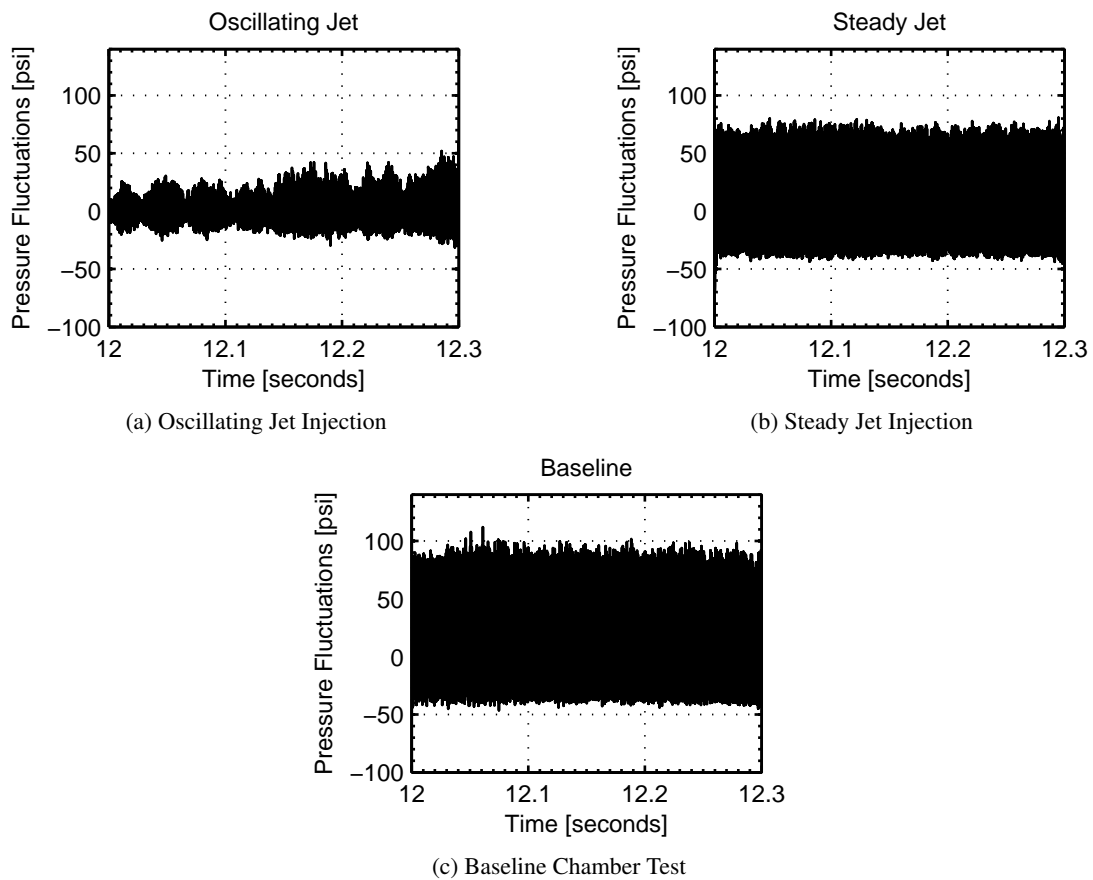 Oscillating Jet
Pressure Fluctuations [psi]
100
50
0
−50
−100
12 12.1 12.2 12.3
Time [seconds]
(a) Oscillating Jet Injection
Steady Jet
Pressure Fluctuations [psi]
100
50
0
−50
−100
12 12.1 12.2 12.3
Time [seconds]
(b) Steady Jet Injection
Baseline
Pressure Fluctuations [psi]
100
50
0
−50
−100
12 12.1 12.2 12.3
Time [seconds]
(c) Baseline Chamber Test